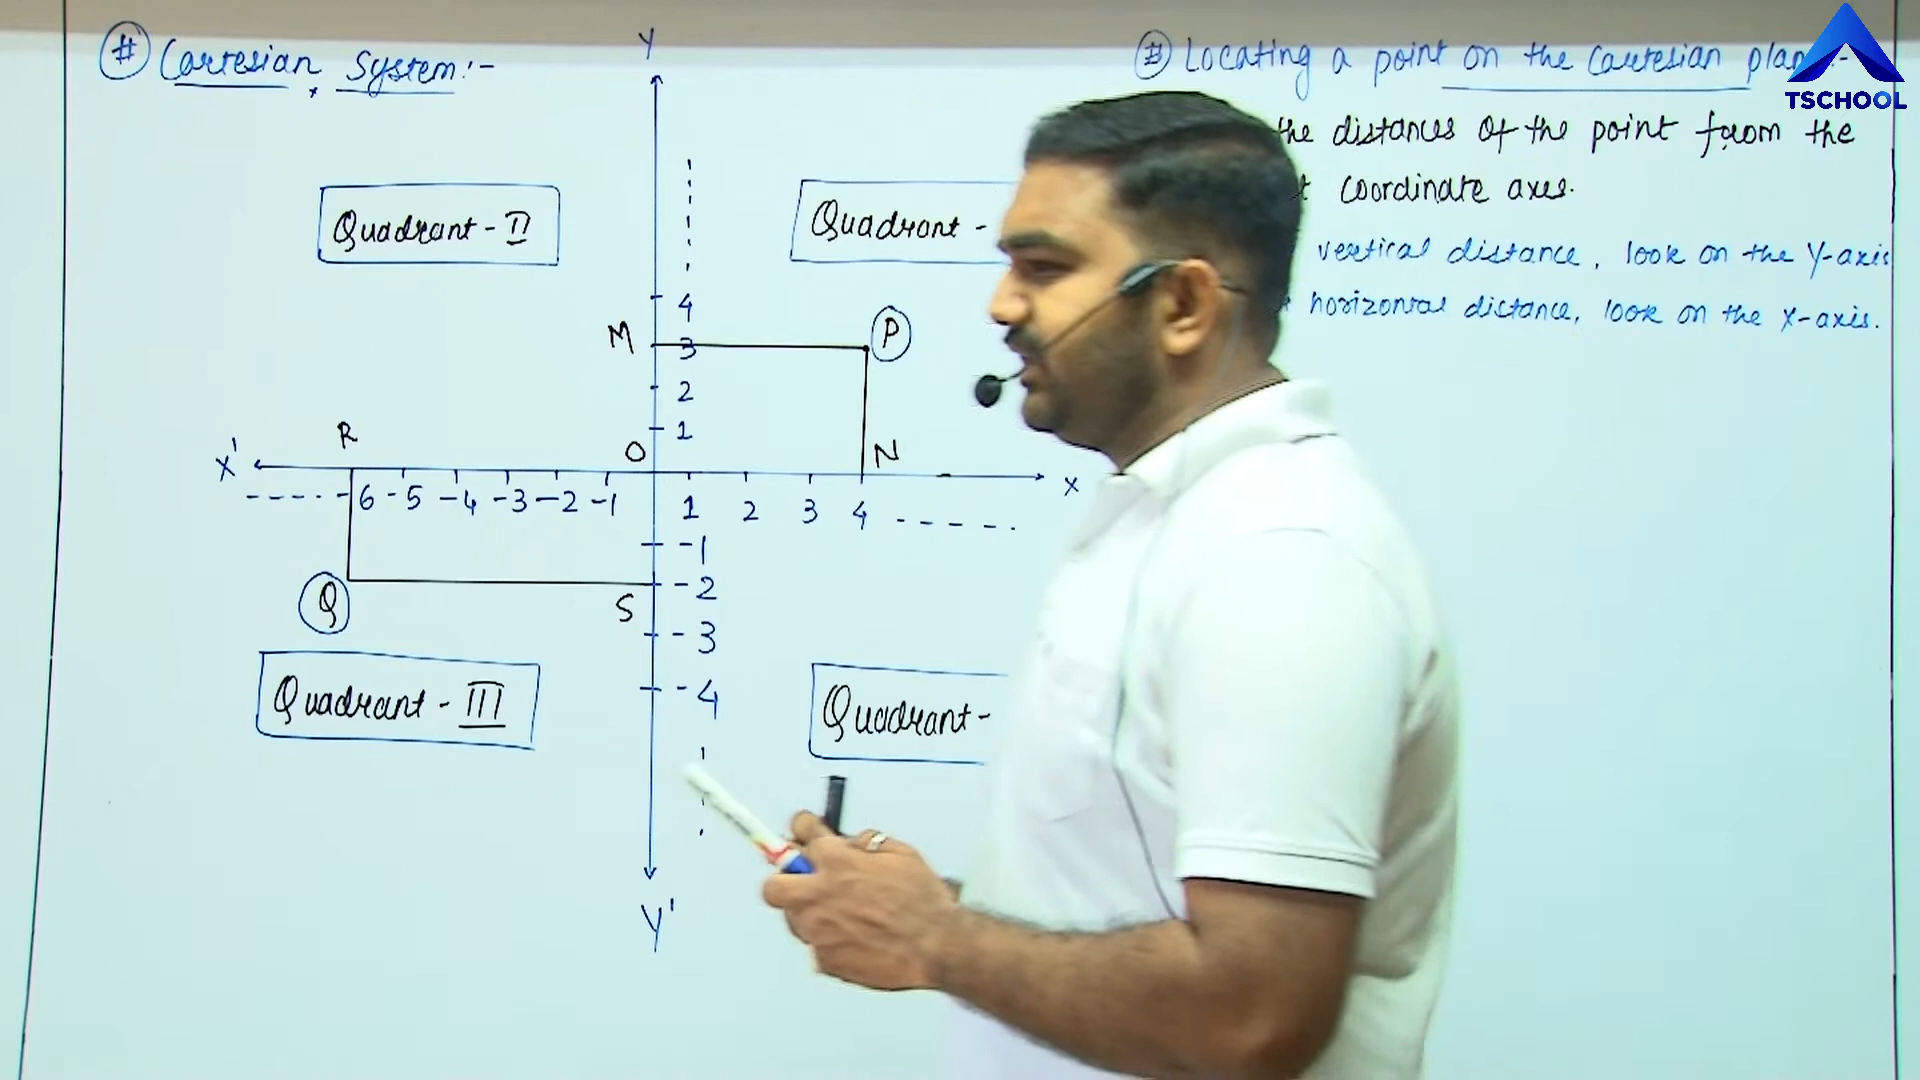 # Cartesian System :-
Y
# Locating a point on the Cartesian plan :-
TSCHOOL
the distances of the point from the
coordinate axes.
vertical distance, look on the Y-axis
horizontal distance, look on the X-axis.
Quadrant - II
Quadrant -
4
M 3 P
2
1
R O N
X' X
-6 -5 -4 -3 -2 -1 1 2 3 4
-1
-2
Q S
-3
Quadrant - III
-4
Quadrant -
Y'